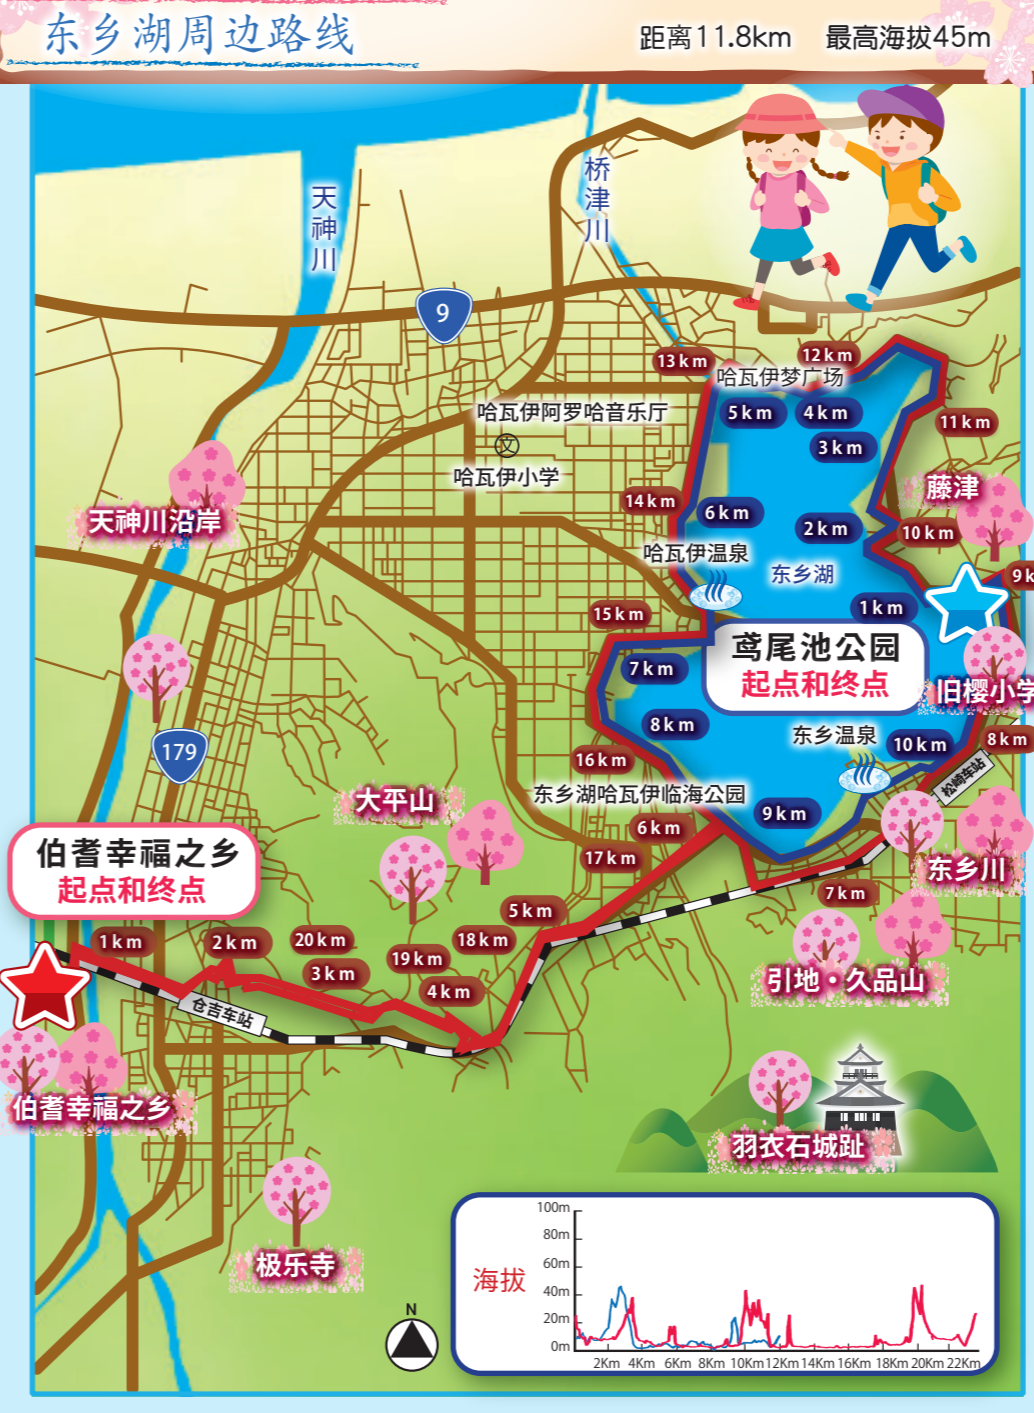 东乡湖周边路线
距离11.8km 最高海拔45m
天神川
桥津川
9
13km
12km
哈瓦伊梦广场
哈瓦伊阿罗哈音乐厅
5km
4km
11km
文
3km
哈瓦伊小学
藤津
天神川沿岸
14km
6km
2km
10km
哈瓦伊温泉
东乡湖
9k
15km
1km
鸢尾池公园
起点和终点
7km
旧樱小学
8km
东乡温泉
10km
8km
179
16km
松崎车站
大平山
东乡湖哈瓦伊临海公园
9km
6km
伯耆幸福之乡
起点和终点
17km
东乡川
7km
5km
1km
2km
20km
18km
19km
3km
4km
引地·久品山
仓吉车站
伯耆幸福之乡
羽衣石城趾
极乐寺
N
海拔
100m
80m
60m
40m
20m
0m
2Km 4Km 6Km 8Km 10Km 12Km 14Km 16Km 18Km 20Km 22Km